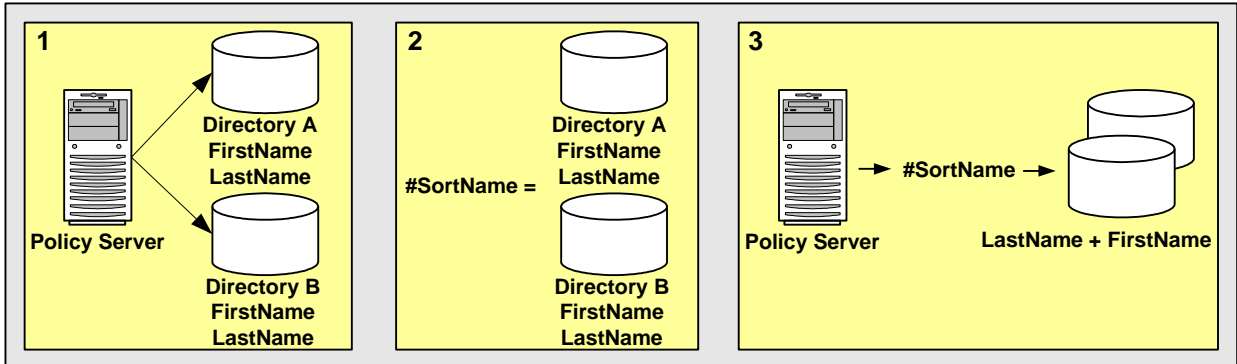 1
Directory A
FirstName
LastName
Policy Server
Directory B
FirstName
LastName
2
Directory A
FirstName
LastName
#SortName =
Directory B
FirstName
LastName
3
#SortName
Policy Server
LastName + FirstName